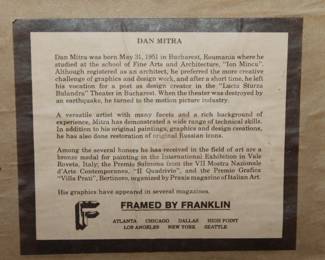 DAN MITRA
Dan Mitra was born May 31, 1951 in Bucharest, Roumania where he
studied at the school of Fine Arts and Architecture, "Ion Mincu".
Although registered as an architect, he preferred the more creative
challenge of graphics and design work, and after a short time, he left
his vocation for a post as design creator in the "Lucia Sturza
Bulandra" Theater in Bucharest. When the theater was destroyed by
an earthquake, he turned to the motion picture industry.
A versatile artist with many facets and a rich background of
experience, Mitra has demonstrated a wide range of technical skills.
In addition to his original paintings, graphics and design creations,
he has also done restoration of original Russian icons.
Among the several honors he has received in the field of art are a
bronze medal for painting in the International Exhibition in Vale
Roveta, Italy; the Premio Sulmona from the VII Mostra Nazionale
d'Arte Contemporanea, "Il Quadrivio", and the Premio Grafica
"Villa Prati", Bertinoro, organized by Praxis magazine of Italian Art.
His graphics have appeared in several magazines.
FRAMED BY FRANKLIN
ATLANTA CHICAGO DALLAS HIGH POINT
LOS ANGELES NEW YORK SEATTLE